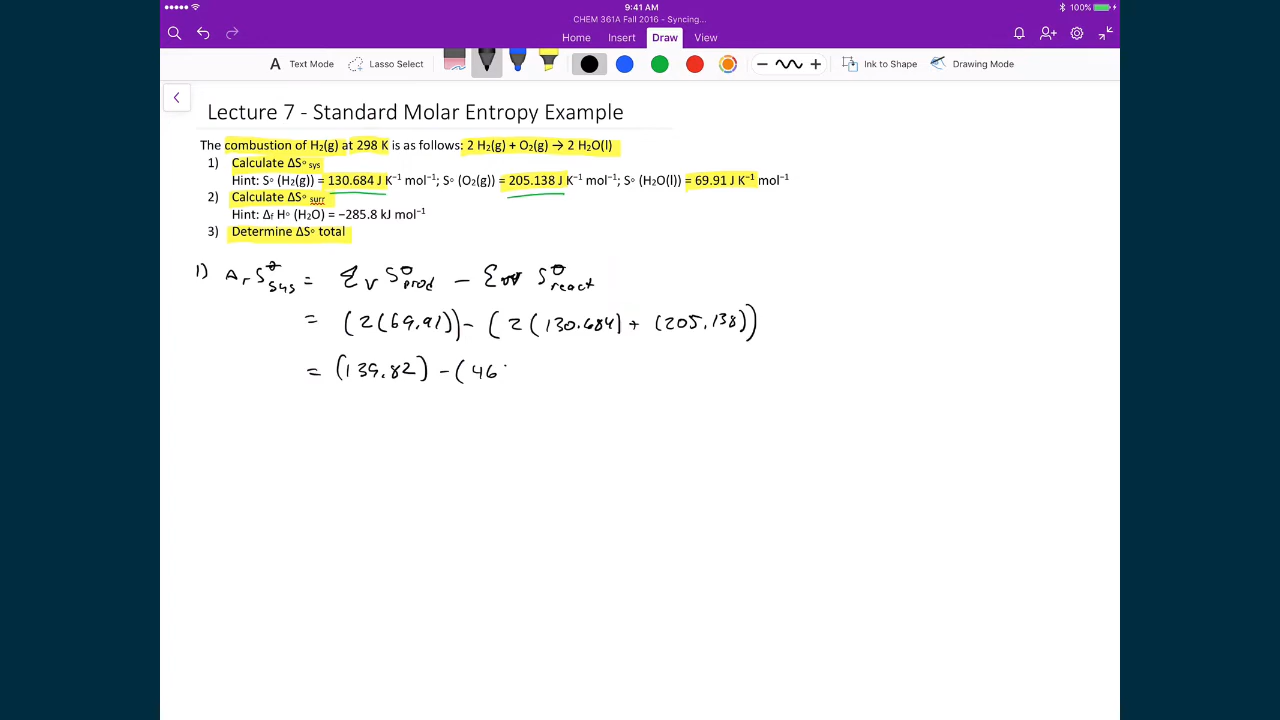 9:41 AM
100%
CHEM 361A Fall 2016 - Syncing...
Home Insert Draw View
A Text Mode Lasso Select Ink to Shape Drawing Mode
Lecture 7 - Standard Molar Entropy Example
The combustion of H₂(g) at 298 K is as follows: 2 H₂(g) + O₂(g) → 2 H₂O(l)
1) Calculate ΔS° sys
Hint: S° (H₂(g)) = 130.684 J K⁻¹ mol⁻¹; S° (O₂(g)) = 205.138 J K⁻¹ mol⁻¹; S° (H₂O(l)) = 69.91 J K⁻¹ mol⁻¹
2) Calculate ΔS° surr
Hint: Δf H° (H₂O) = −285.8 kJ mol⁻¹
3) Determine ΔS° total
1) Δr S°sys = Σν S°prod − Σν S°react
= (2(69.91)) − (2(130.684) + (205.138))
= (139.82) − (46